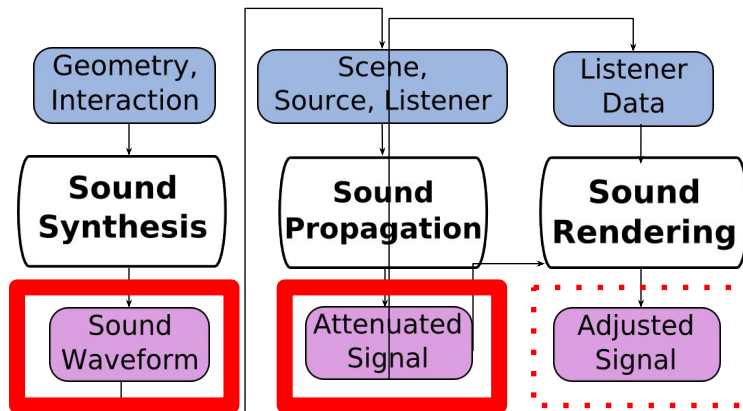 Geometry,
Interaction
Scene,
Source, Listener
Listener
Data
Sound
Synthesis
Sound
Propagation
Sound
Rendering
Sound
Waveform
Attenuated
Signal
Adjusted
Signal